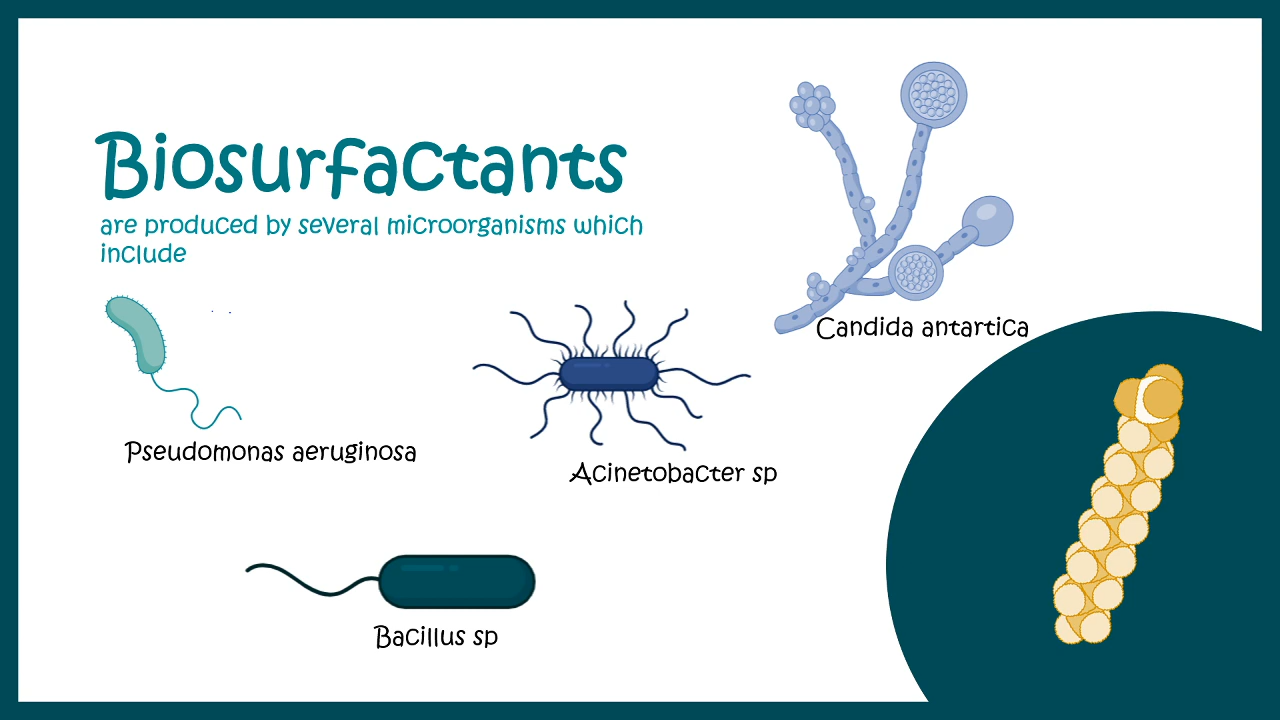 Biosurfactants
are produced by several microorganisms which
include
Candida antartica
Pseudomonas aeruginosa
Acinetobacter sp
Bacillus sp